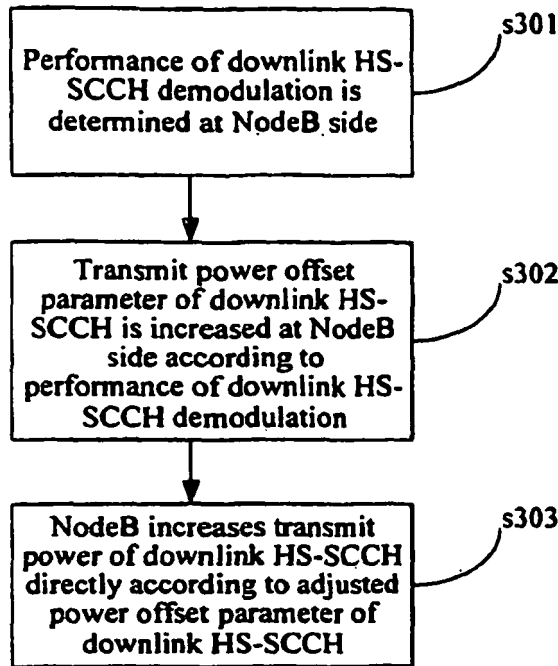 s301
Performance of downlink HS-
SCCH demodulation is
determined at NodeB side
s302
Transmit power offset
parameter of downlink HS-
SCCH is increased at NodeB
side according to
performance of downlink HS-
SCCH demodulation
s303
NodeB increases transmit
power of downlink HS-SCCH
directly according to adjusted
power offset parameter of
downlink HS-SCCH